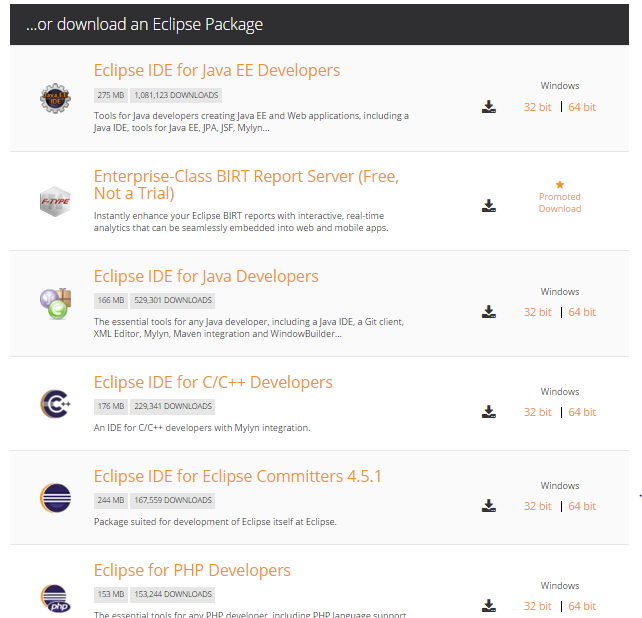 ...or download an Eclipse Package
Eclipse IDE for Java EE Developers
275 MB 1,081,123 DOWNLOADS
Tools for Java developers creating Java EE and Web applications, including a
Java IDE, tools for Java EE, JPA, JSF, Mylyn...
Windows
32 bit | 64 bit
Enterprise-Class BIRT Report Server (Free,
Not a Trial)
Instantly enhance your Eclipse BIRT reports with interactive, real-time
analytics that can be seamlessly embedded into web and mobile apps.
F-TYPE
Promoted
Download
Eclipse IDE for Java Developers
166 MB 529,301 DOWNLOADS
The essential tools for any Java developer, including a Java IDE, a Git client,
XML Editor, Mylyn, Maven integration and WindowBuilder...
Windows
32 bit | 64 bit
Eclipse IDE for C/C++ Developers
176 MB 229,341 DOWNLOADS
An IDE for C/C++ developers with Mylyn integration.
Windows
32 bit | 64 bit
Eclipse IDE for Eclipse Committers 4.5.1
244 MB 167,559 DOWNLOADS
Package suited for development of Eclipse itself at Eclipse.
Windows
32 bit | 64 bit
Eclipse for PHP Developers
153 MB 153,244 DOWNLOADS
The essential tools for any PHP developer, including PHP language support,
php
Windows
32 bit | 64 bit